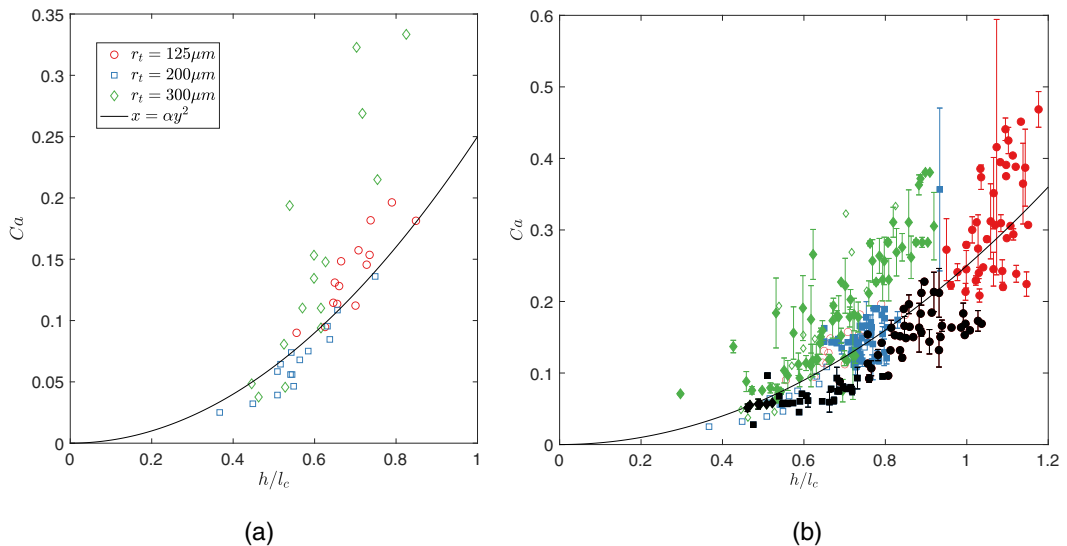 0.35
0.3
0.25
0.2
0.15
0.1
0.05
0
0 0.2 0.4 0.6 0.8 1
Ca
h/l_c
r_t = 125μm
r_t = 200μm
r_t = 300μm
x = αy²
(a)
0.6
0.5
0.4
0.3
0.2
0.1
0
0 0.2 0.4 0.6 0.8 1 1.2
Ca
h/l_c
(b)